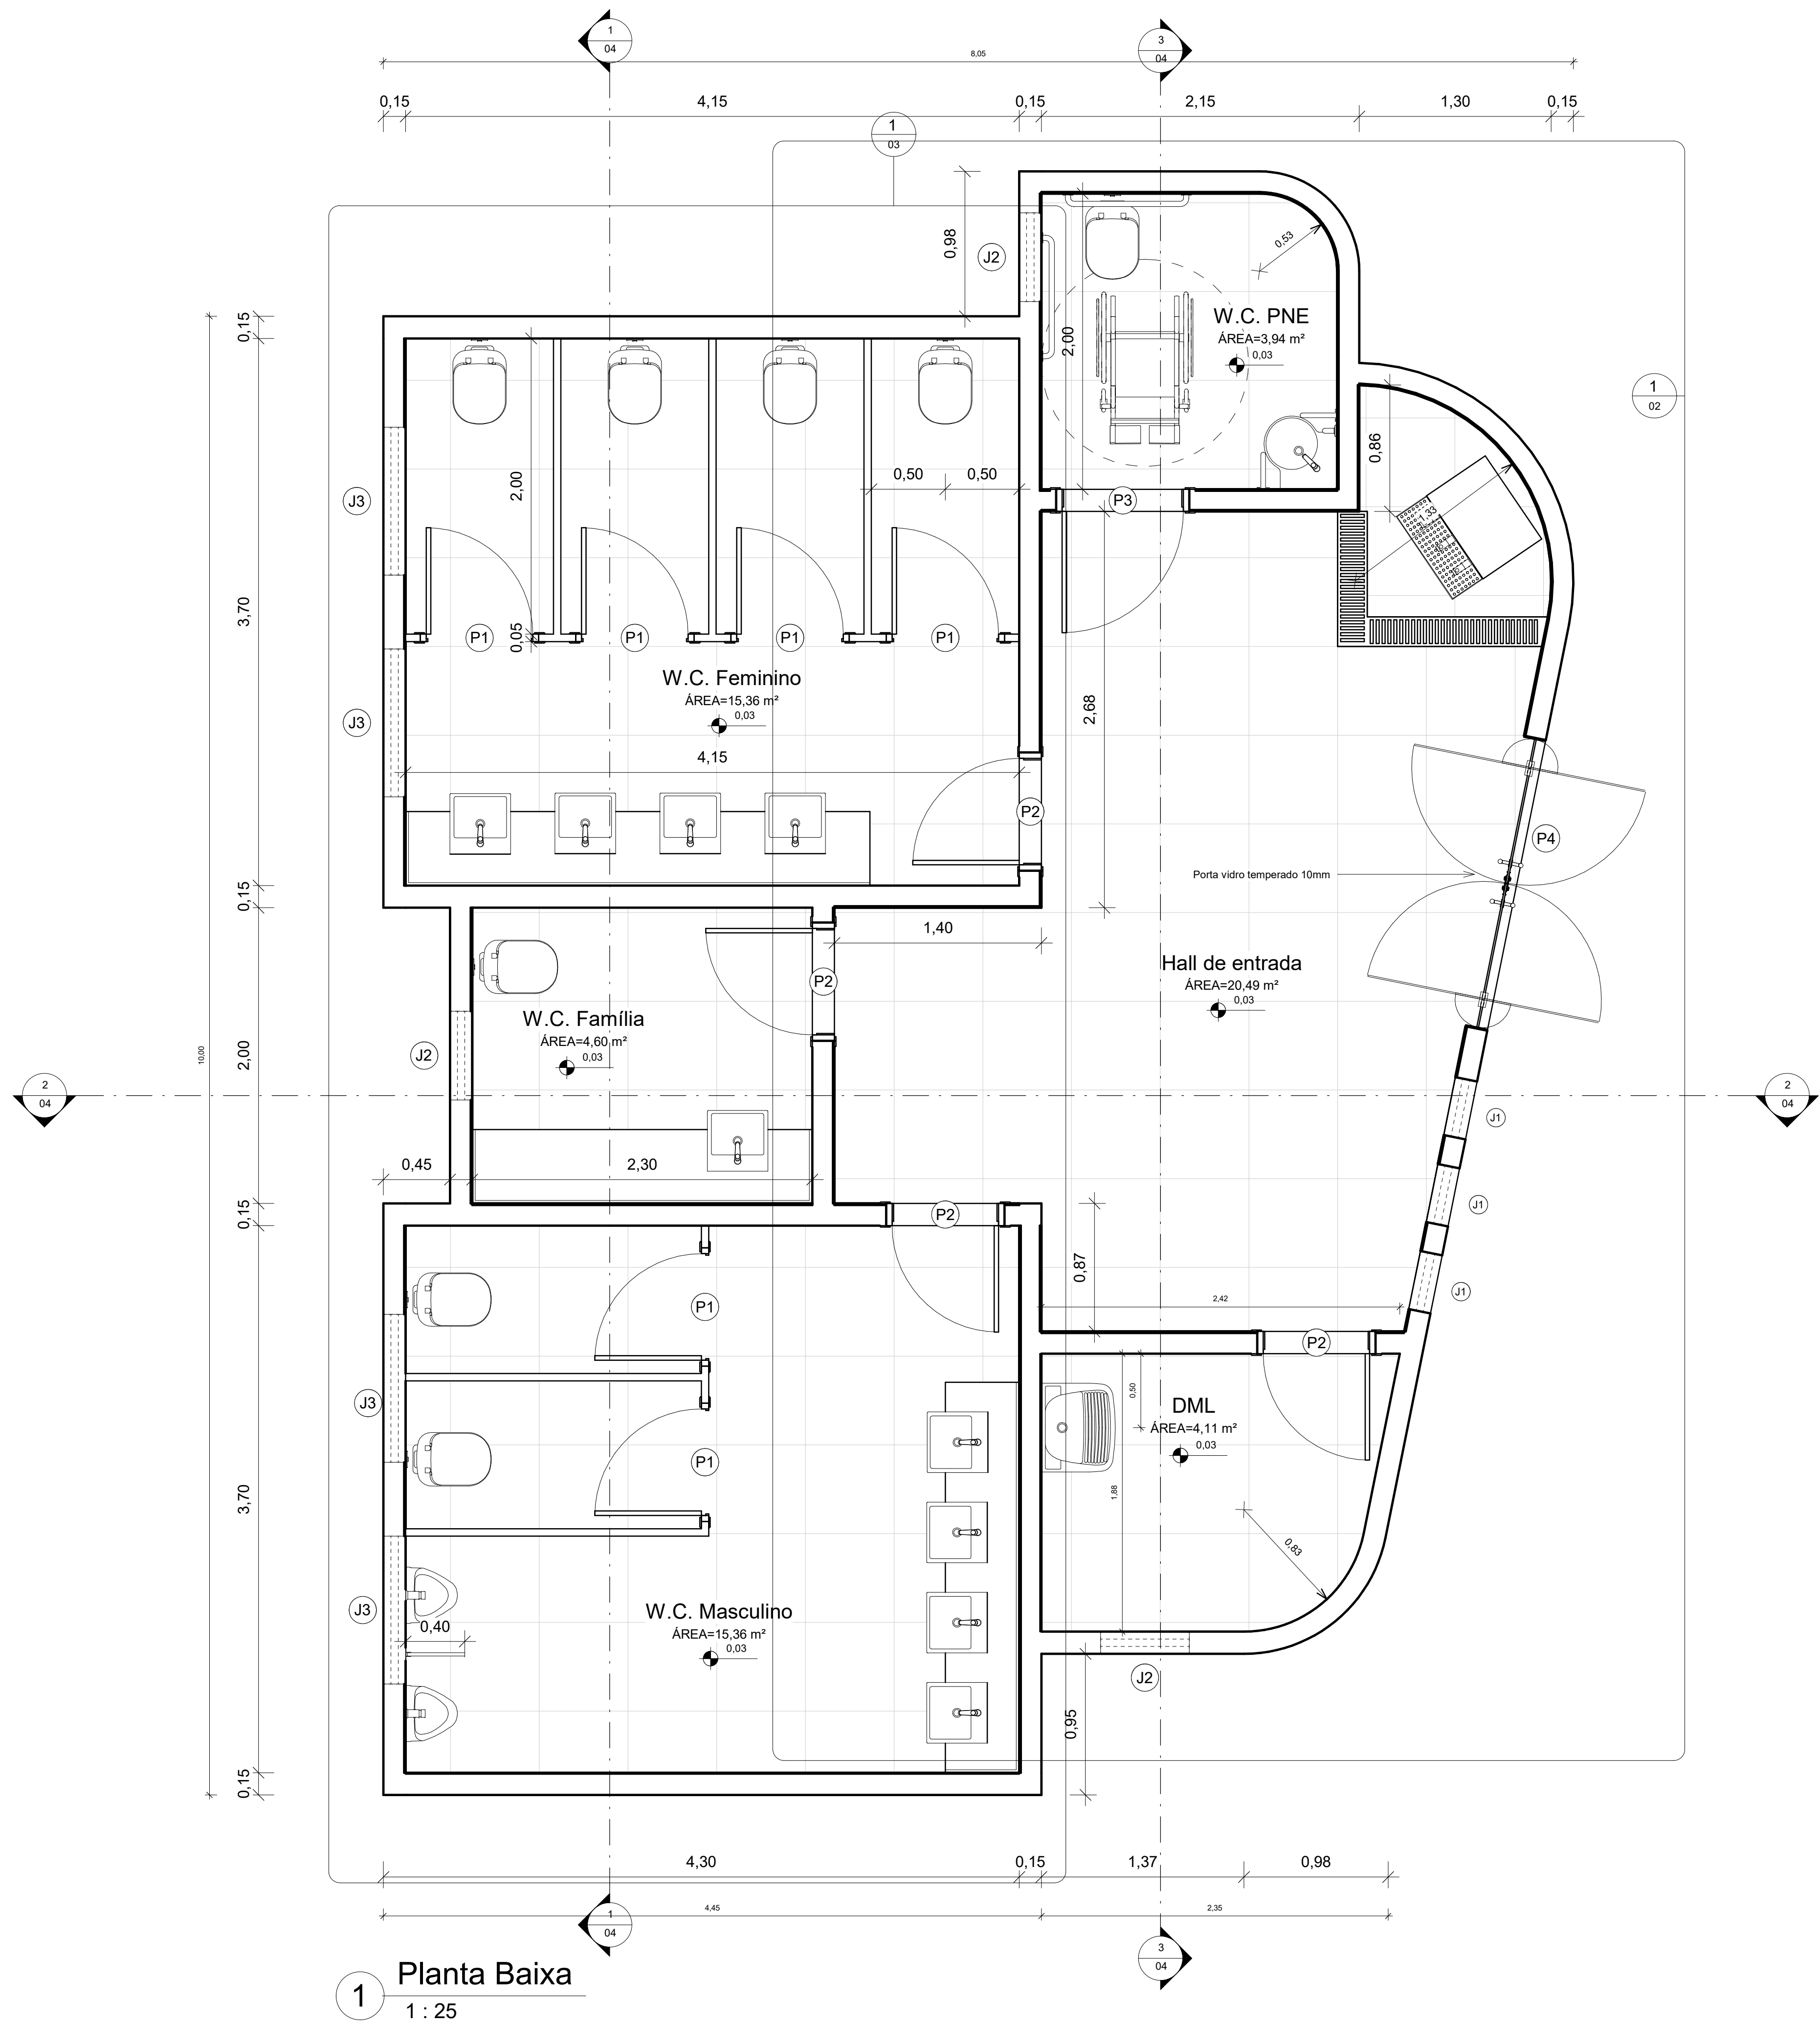 1
04
3
04
8,05
0,15
4,15
0,15
2,15
1,30
0,15
1
03
0,98
J2
0,53
2,00
W.C. PNE
ÁREA=3,94 m²
0,03
0,15
1
02
0,86
0,50
0,50
2,00
J3
P3
1,33
3,70
0,05
P1
P1
P1
P1
W.C. Feminino
ÁREA=15,36 m²
0,03
J3
2,68
4,15
P2
P4
Porta vidro temperado 10mm
0,15
1,40
Hall de entrada
ÁREA=20,49 m²
0,03
P2
W.C. Família
ÁREA=4,60 m²
0,03
J2
2,00
10,00
2
04
2
04
J1
0,45
2,30
J1
0,15
P2
0,87
J1
P1
2,42
P2
J3
0,50
DML
ÁREA=4,11 m²
0,03
P1
3,70
1,88
0,83
J3
0,40
W.C. Masculino
ÁREA=15,36 m²
0,03
J2
0,95
0,15
4,30
0,15
1,37
0,98
4,45
2,35
1
04
3
04
1
Planta Baixa
1 : 25